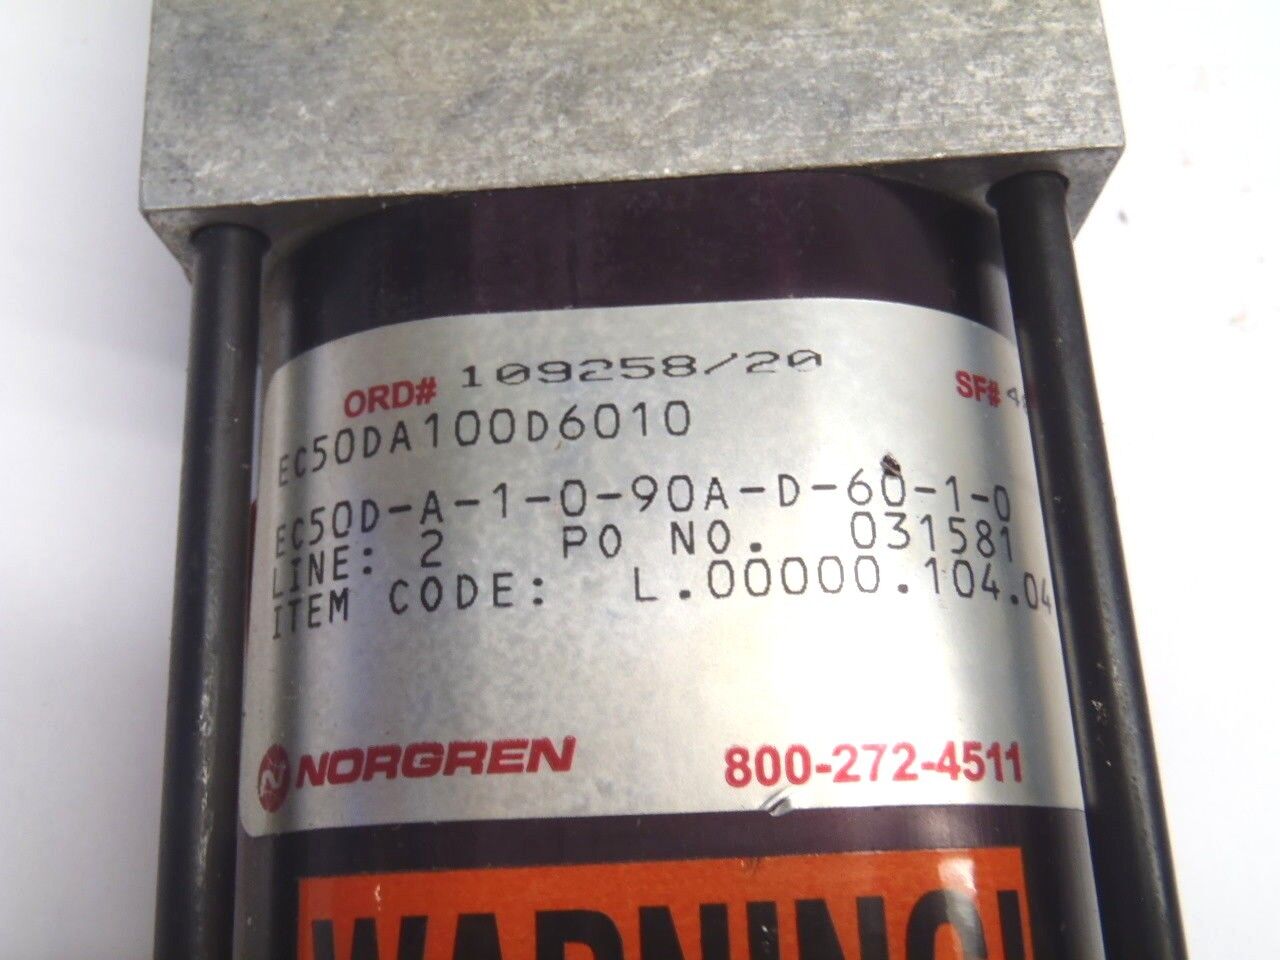 ORD# 109258/20 SF#
EC50DA100D6010
EC50D-A-1-0-90A-D-60-1-0
LINE: 2 PO NO. 031581
ITEM CODE: L.00000.104.04
NORGREN 800-272-4511
WARNING!